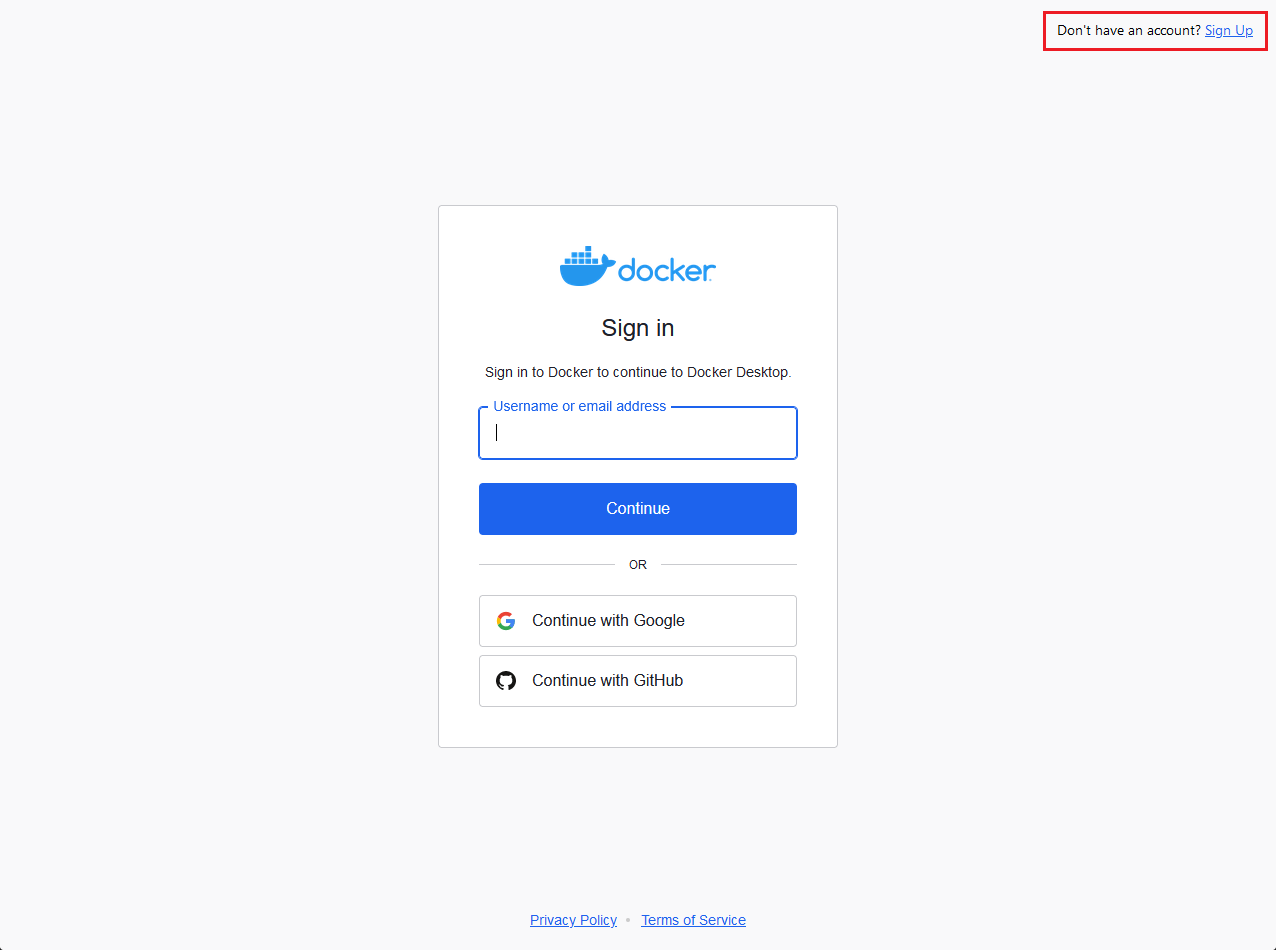 Don't have an account? Sign Up
docker
Sign in
Sign in to Docker to continue to Docker Desktop.
Username or email address
Continue
OR
Continue with Google
Continue with GitHub
Privacy Policy • Terms of Service